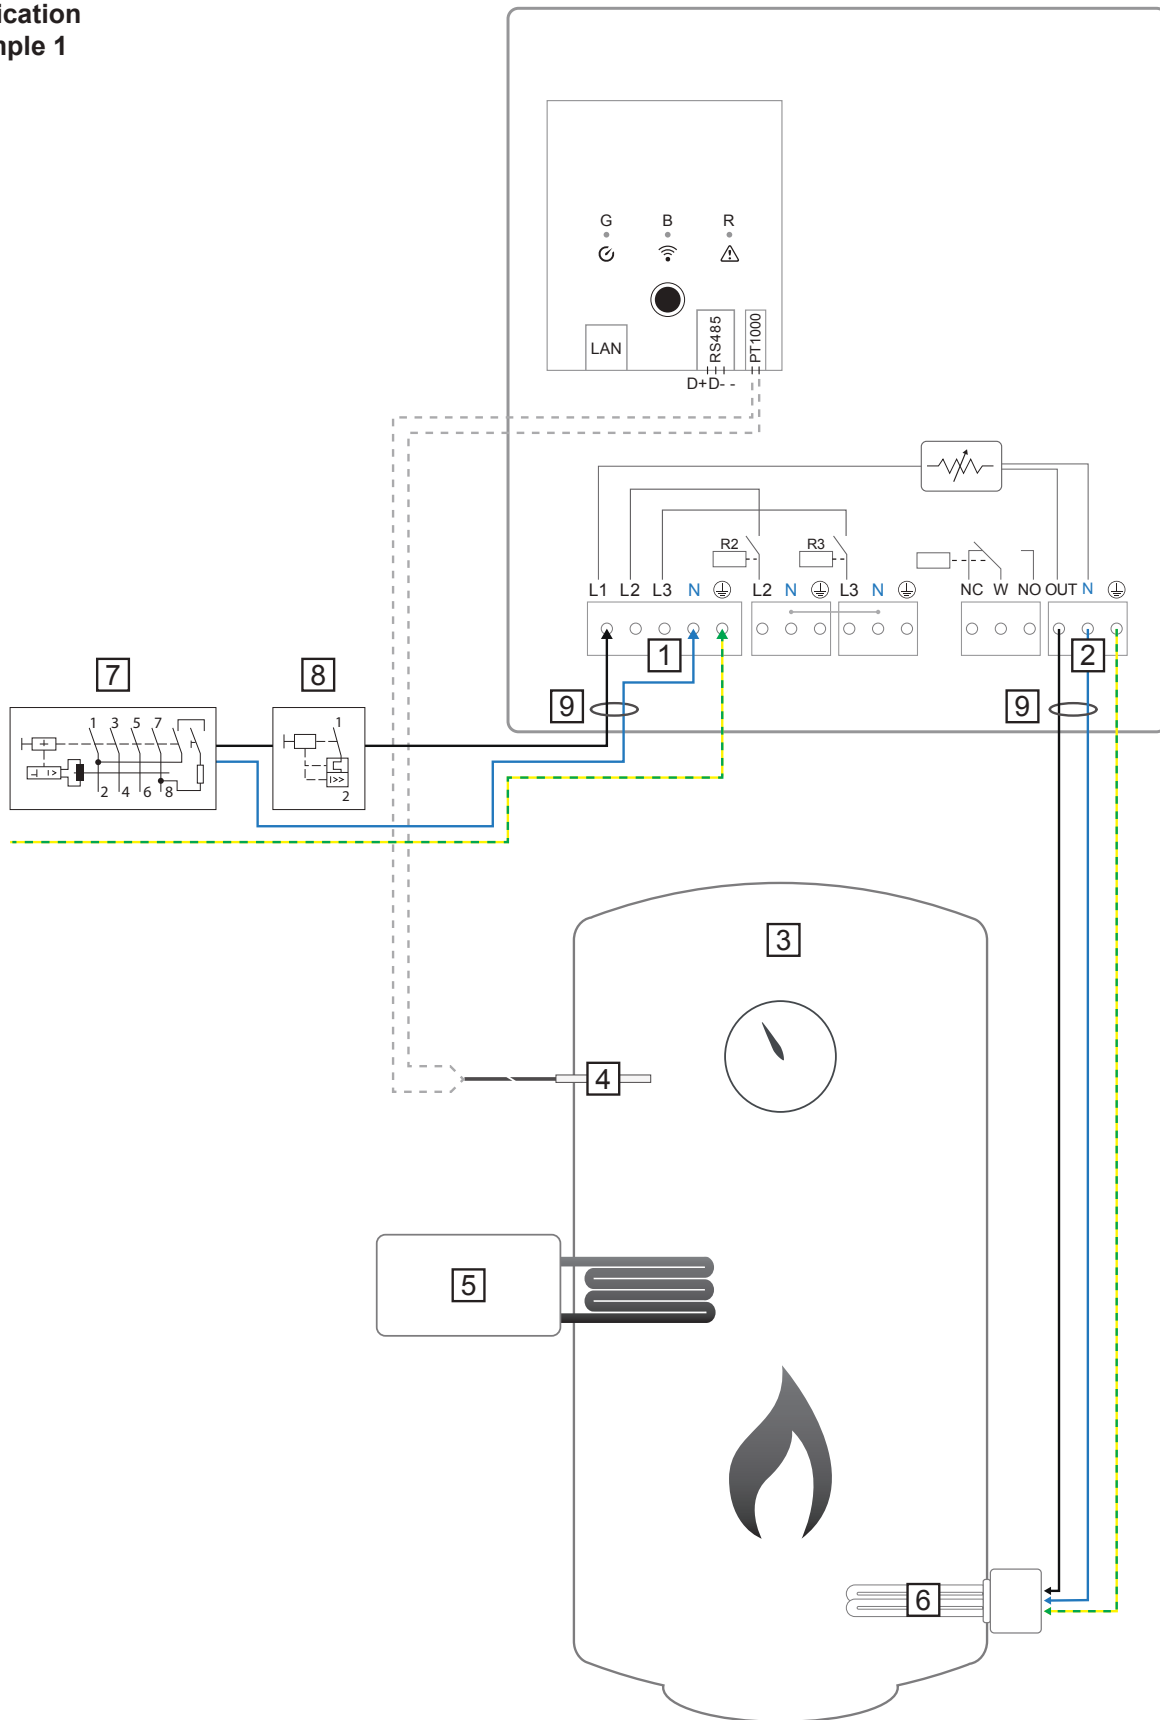 ication
nple 1
G B R
LAN
RS485
PT1000
D+D- -
R2 R3
L1 L2 L3 N L2 N L3 N NC W NO OUT N
1 2
7 8
9 9
1 3 5 7
2 4 6 8
I>
1
I>>
2
3
4
5
6